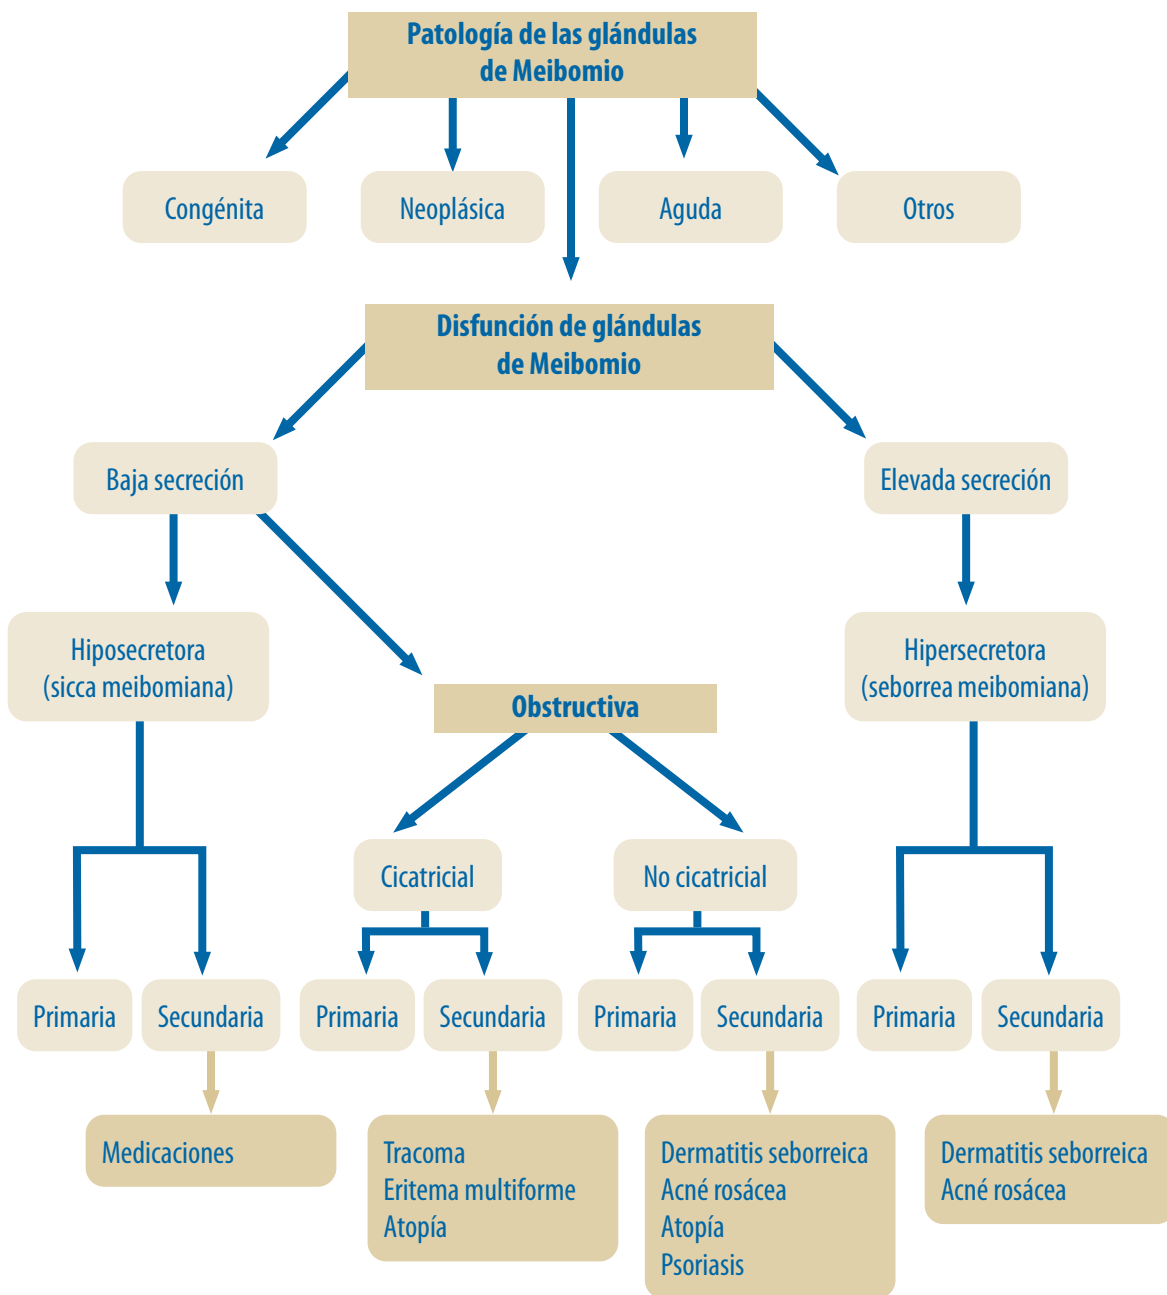 Patología de las glándulas
de Meibomio
Congénita
Neoplásica
Aguda
Otros
Disfunción de glándulas
de Meibomio
Baja secreción
Elevada secreción
Hiposecretora
(sicca meibomiana)
Hipersecretora
(seborrea meibomiana)
Obstructiva
Cicatricial
No cicatricial
Primaria
Secundaria
Primaria
Secundaria
Primaria
Secundaria
Primaria
Secundaria
Medicaciones
Tracoma
Eritema multiforme
Atopía
Dermatitis seborreica
Acné rosácea
Atopía
Psoriasis
Dermatitis seborreica
Acné rosácea